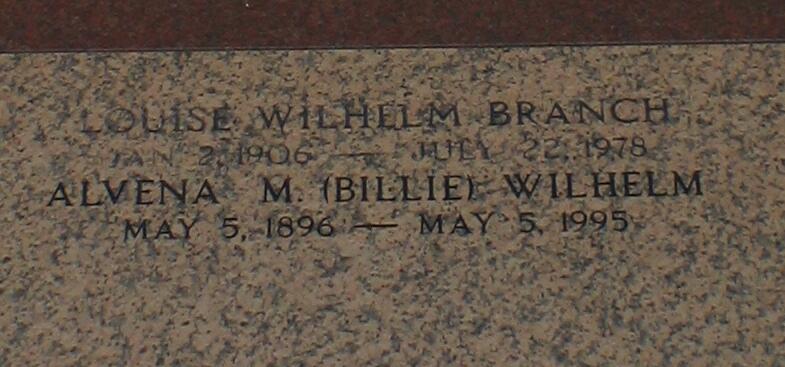 LOUISE WILHELM BRANCH
JAN 2, 1906 — JULY 22, 1978
ALVENA M. (BILLIE) WILHELM
MAY 5, 1896 — MAY 5, 1995